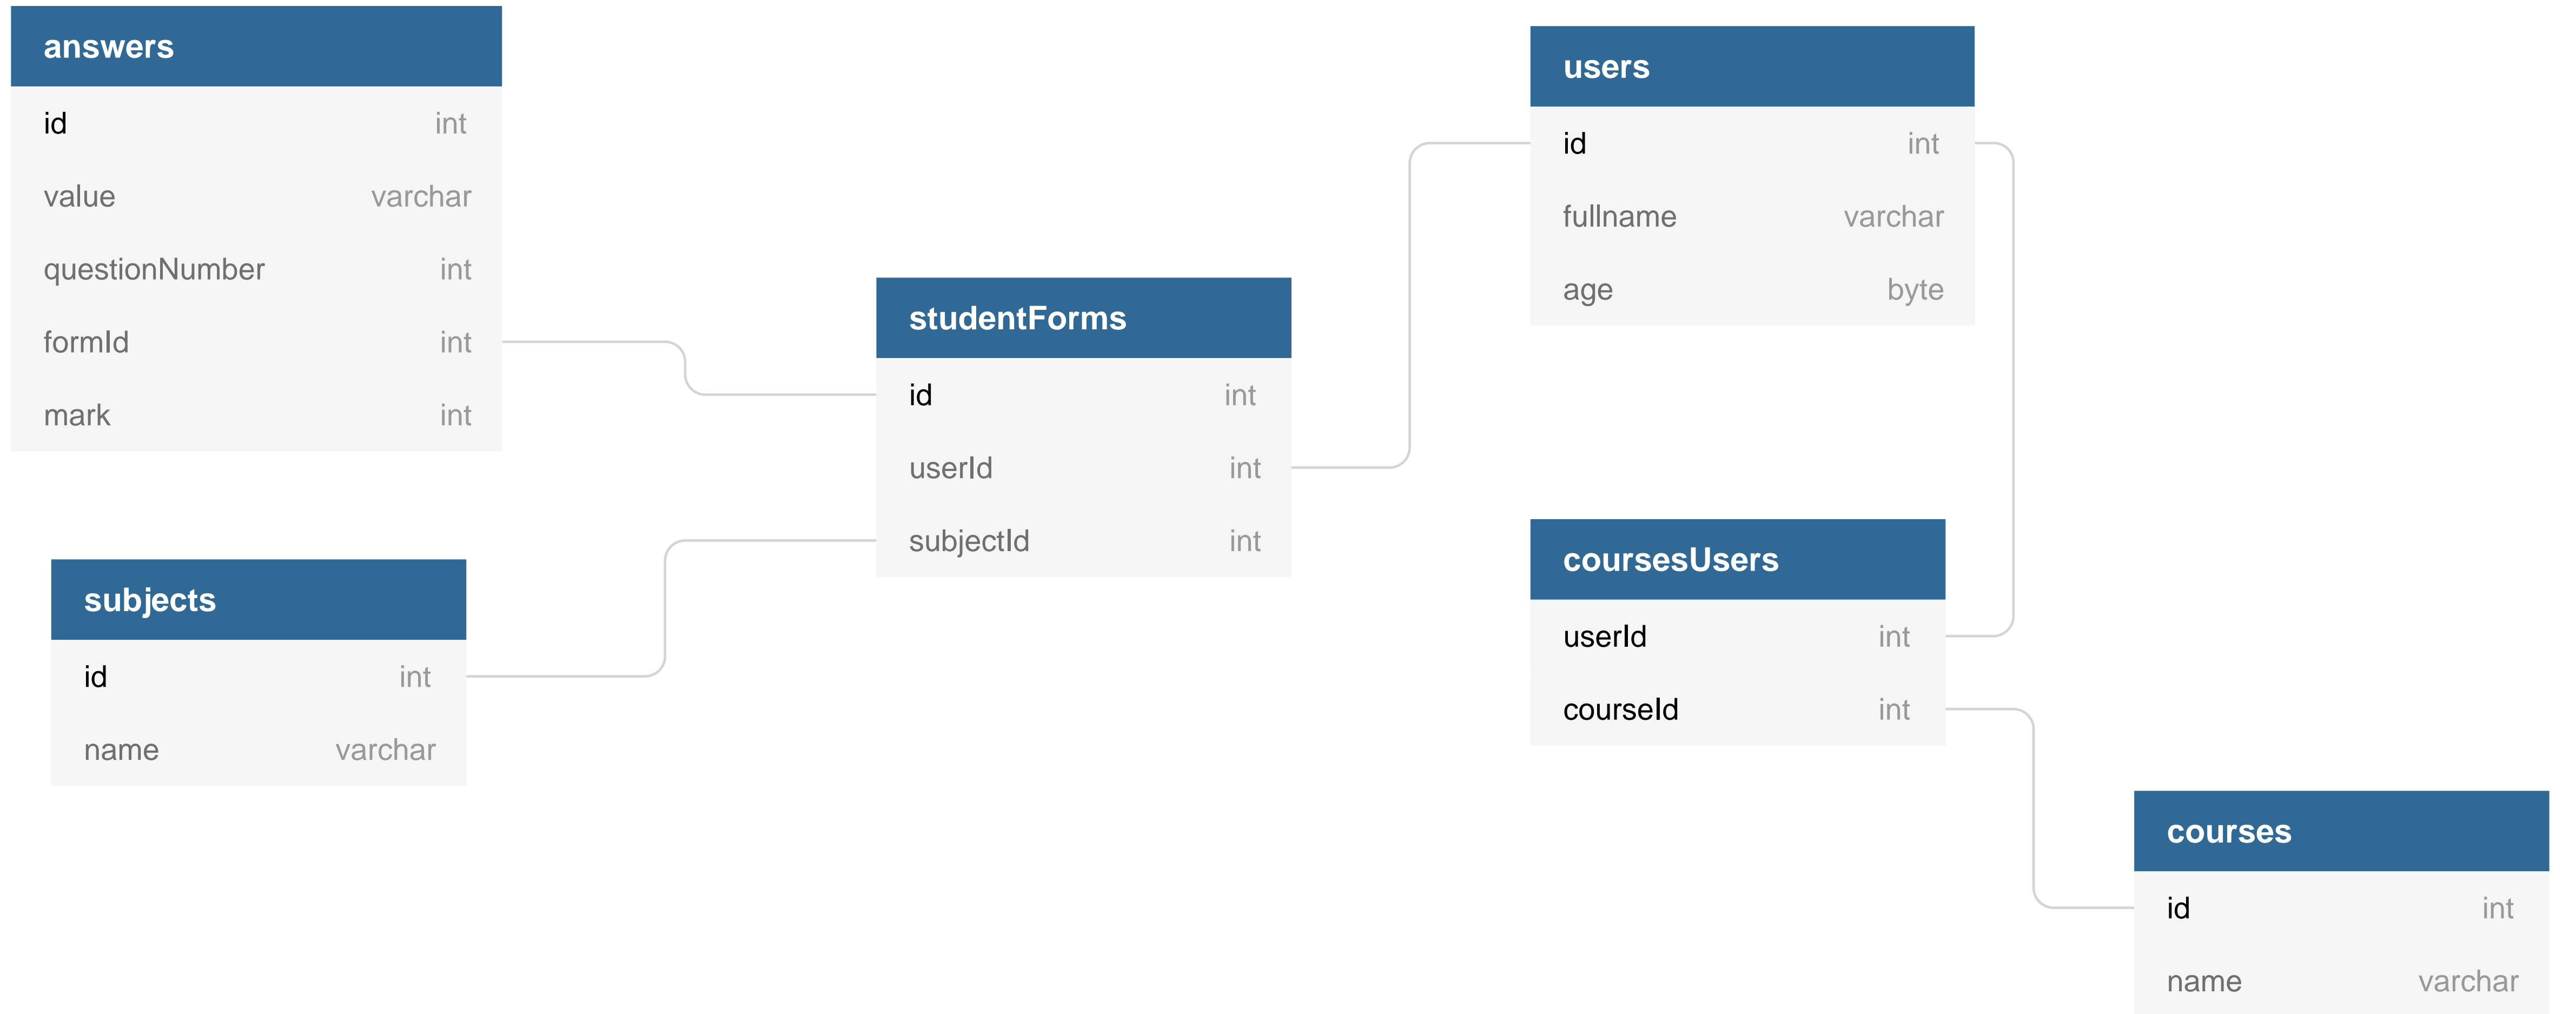 answers
id int
value varchar
questionNumber int
formId int
mark int
subjects
id int
name varchar
studentForms
id int
userId int
subjectId int
users
id int
fullname varchar
age byte
coursesUsers
userId int
courseId int
courses
id int
name varchar